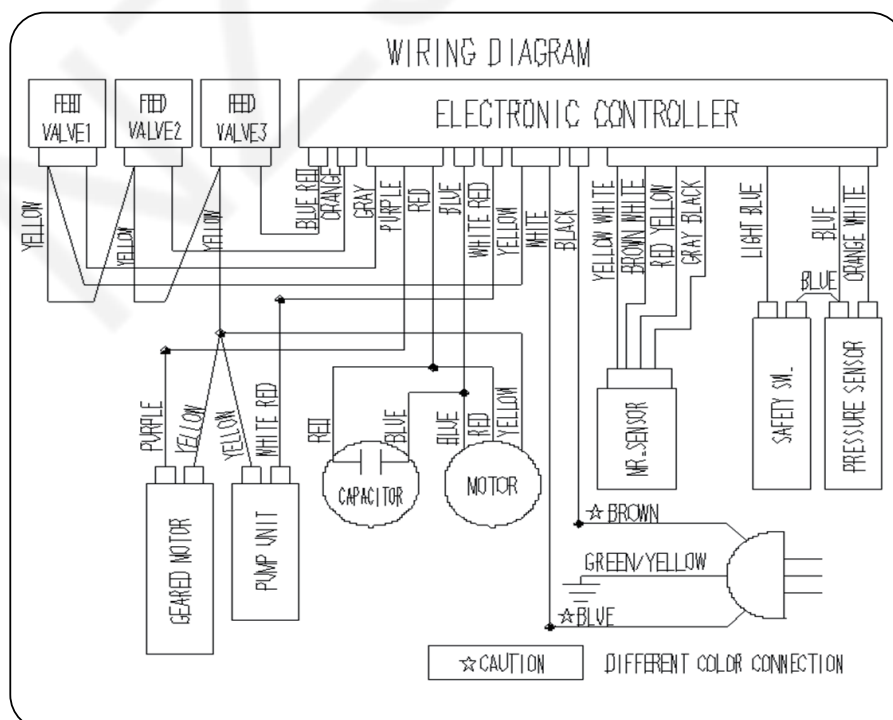 WIRING DIAGRAM
FEED
VALVE1
FEED
VALVE2
FEED
VALVE3
ELECTRONIC CONTROLLER
YELLOW
YELLOW
YELLOW
BLUE RED
ORANGE
GRAY
PURPLE
RED
BLUE
WHITE RED
YELLOW
WHITE
BLACK
YELLOW WHITE
BROWN WHITE
RED YELLOW
GRAY BLACK
LIGHT BLUE
BLUE
ORANGE WHITE
BLUE
PURPLE
YELLOW
YELLOW
WHITE RED
RED
BLUE
BLUE
RED
YELLOW
GEARED MOTOR
PUMP UNIT
CAPACITOR
MOTOR
MR_SENSOR
SAFETY SW.
PRESSURE SENSOR
☆BROWN
GREEN/YELLOW
☆BLUE
☆CAUTION
DIFFERENT COLOR CONNECTION